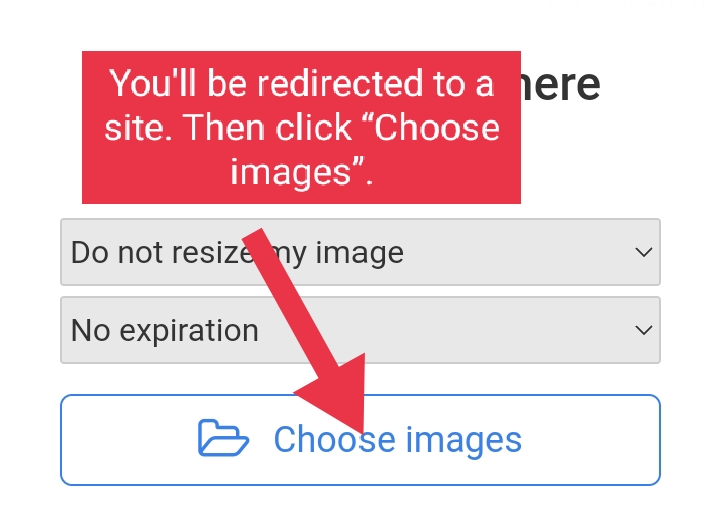 You'll be redirected to a
site. Then click “Choose
images”.
here
Do not resize my image
No expiration
Choose images